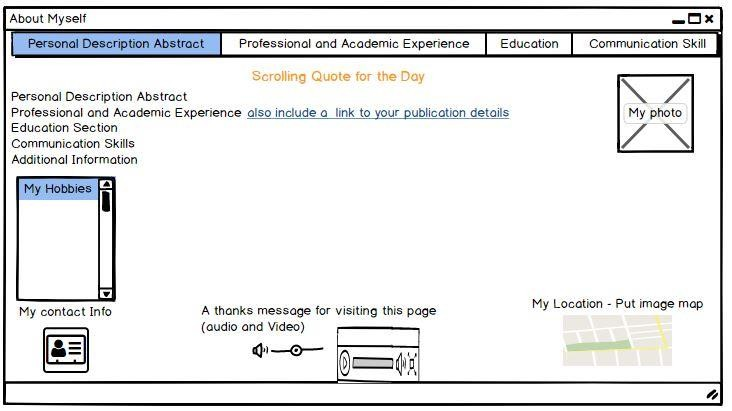 About Myself
Personal Description Abstract
Professional and Academic Experience
Education
Communication Skill
Scrolling Quote for the Day
Personal Description Abstract
Professional and Academic Experience also include a link to your publication details
Education Section
Communication Skills
Additional Information
My photo
My Hobbies
My contact Info
A thanks message for visiting this page
(audio and Video)
My Location - Put image map